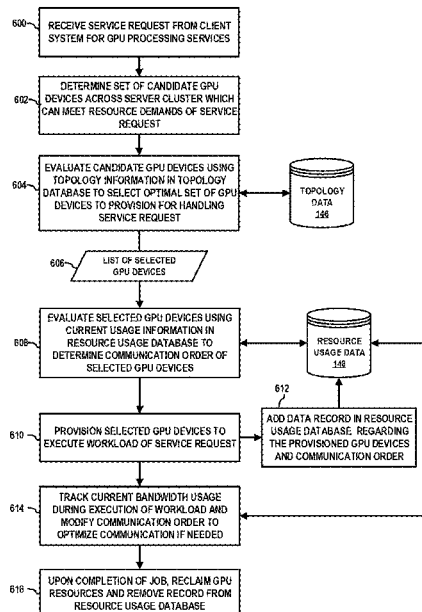 600
RECEIVE SERVICE REQUEST FROM CLIENT
SYSTEM FOR GPU PROCESSING SERVICES
602
DETERMINE SET OF CANDIDATE GPU
DEVICES ACROSS SERVER CLUSTER WHICH
CAN MEET RESOURCE DEMANDS OF SERVICE
REQUEST
604
EVALUATE CANDIDATE GPU DEVICES USING
TOPOLOGY INFORMATION IN TOPOLOGY
DATABASE TO SELECT OPTIMAL SET OF GPU
DEVICES TO PROVISION FOR HANDLING
SERVICE REQUEST
TOPOLOGY
DATA
146
606
LIST OF SELECTED
GPU DEVICES
608
EVALUATE SELECTED GPU DEVICES USING
CURRENT USAGE INFORMATION IN
RESOURCE USAGE DATABASE TO
DETERMINE COMMUNICATION ORDER OF
SELECTED GPU DEVICES
RESOURCE
USAGE DATA
148
610
PROVISION SELECTED GPU DEVICES TO
EXECUTE WORKLOAD OF SERVICE REQUEST
612
ADD DATA RECORD IN RESOURCE
USAGE DATABASE REGARDING
THE PROVISIONED GPU DEVICES
AND COMMUNICATION ORDER
614
TRACK CURRENT BANDWIDTH USAGE
DURING EXECUTION OF WORKLOAD AND
MODIFY COMMUNICATION ORDER TO
OPTIMIZE COMMUNICATION IF NEEDED
616
UPON COMPLETION OF JOB, RECLAIM GPU
RESOURCES AND REMOVE RECORD FROM
RESOURCE USAGE DATABASE